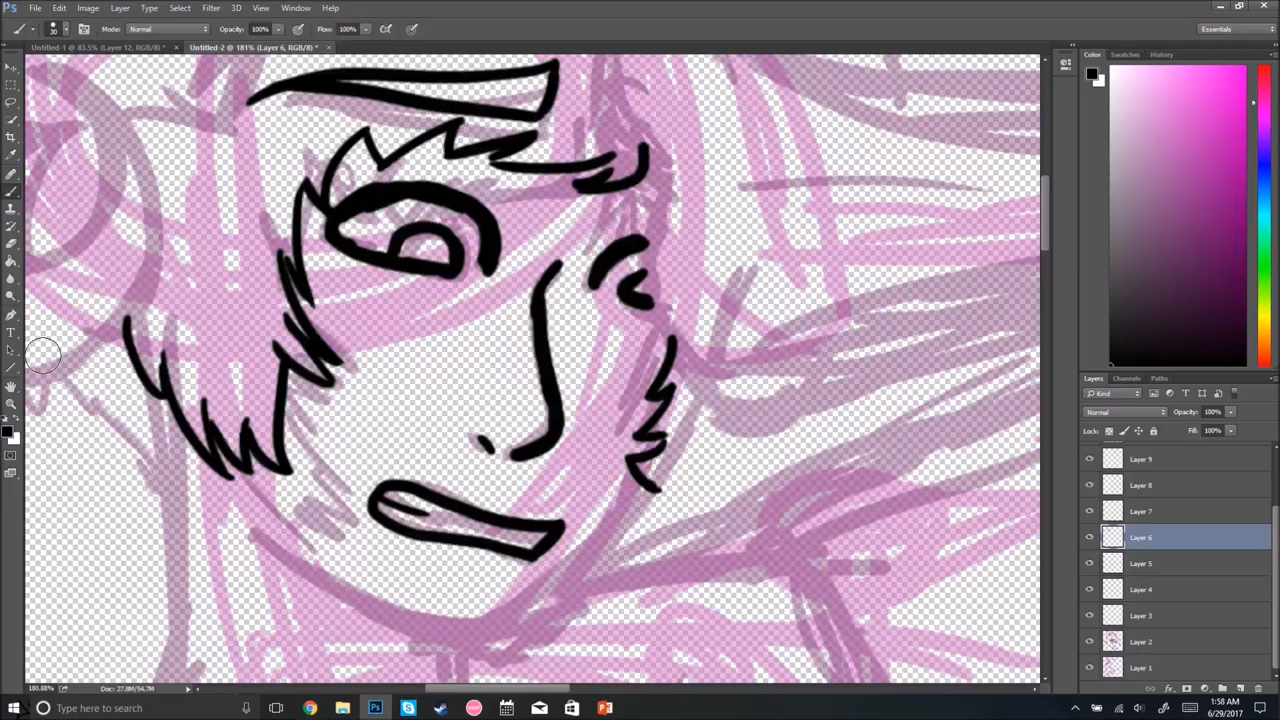 Ps File Edit Image Layer Type Select Filter 3D View Window Help
30 Mode: Normal Opacity: 100% Flow: 100% Essentials
Untitled-1 @ 83.5% (Layer 12, RGB/8) * × Untitled-2 @ 181% (Layer 6, RGB/8) * ×
Color Swatches History
Layers Channels Paths
Kind
Normal Opacity: 100%
Lock: Fill: 100%
Layer 9
Layer 8
Layer 7
Layer 6
Layer 5
Layer 4
Layer 3
Layer 2
Layer 1
180.88% Doc: 27.8M/54.7M
Type here to search
1:58 AM
6/29/2017